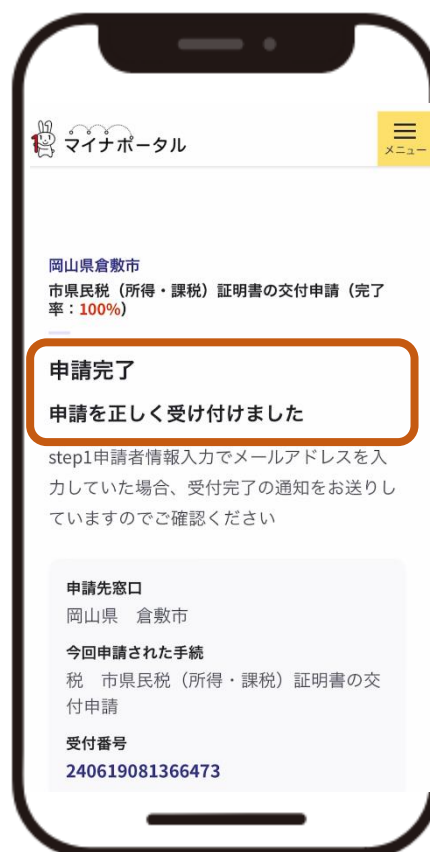 マイナポータル
メニュー
岡山県倉敷市
市県民税（所得・課税）証明書の交付申請（完了
率：100%）
申請完了
申請を正しく受け付けました
step1申請者情報入力でメールアドレスを入
力していた場合、受付完了の通知をお送りし
ていますのでご確認ください
申請先窓口
岡山県　倉敷市
今回申請された手続
税　市県民税（所得・課税）証明書の交
付申請
受付番号
240619081366473